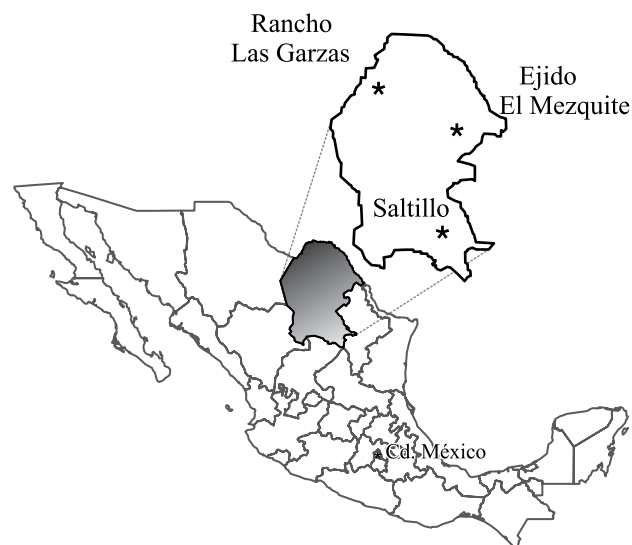 Rancho
Las Garzas
Ejido
El Mezquite
Saltillo
Cd. México